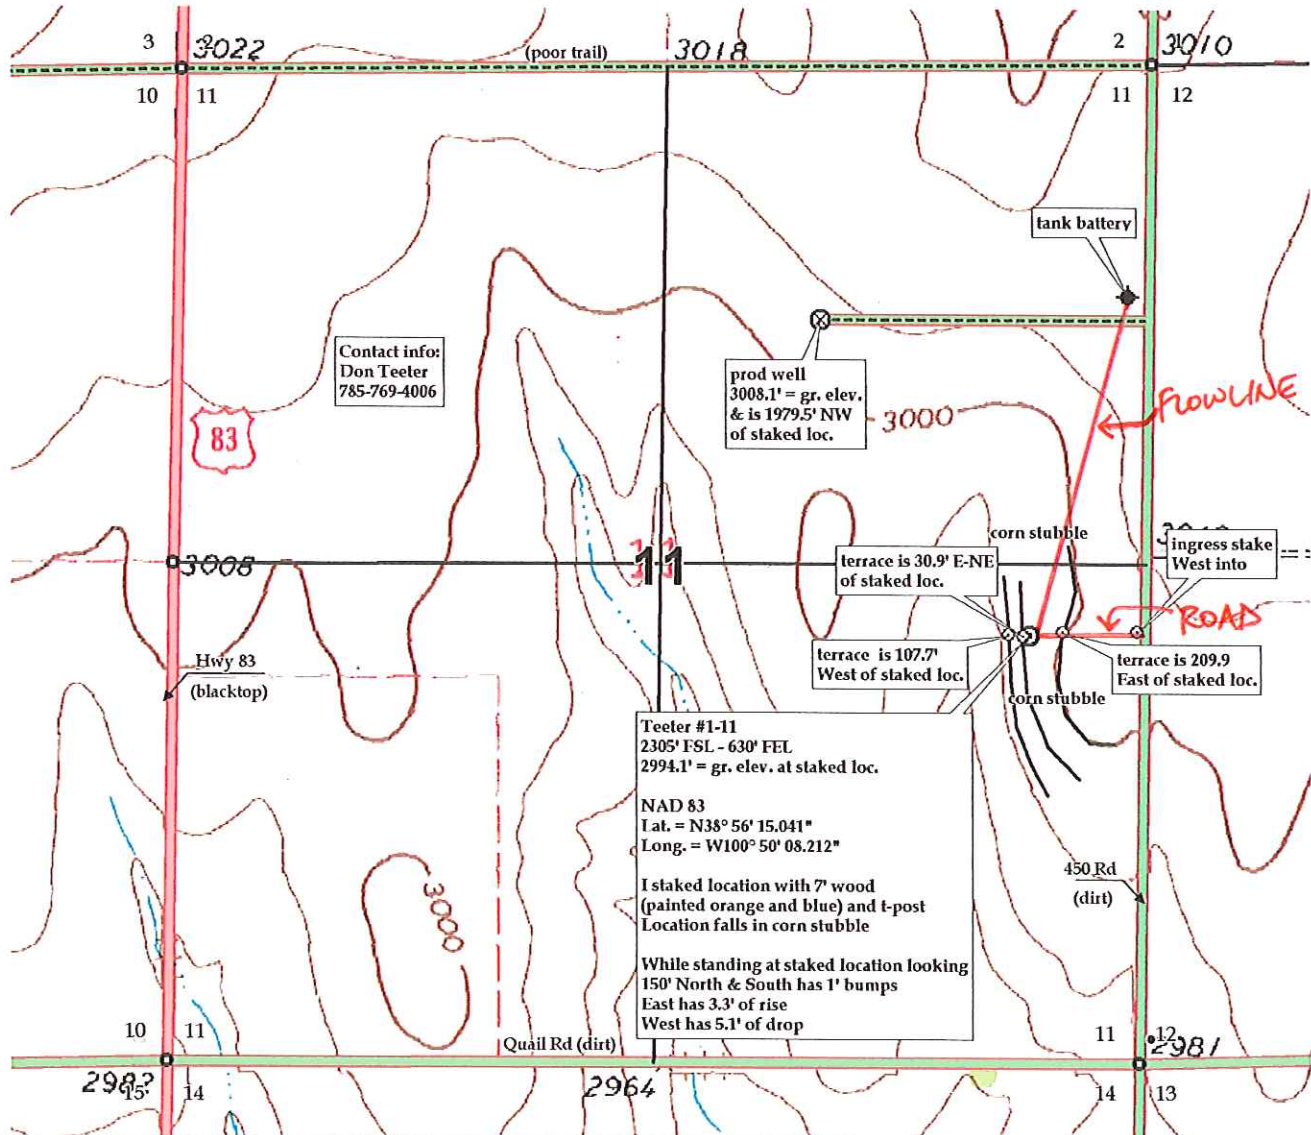 3 2 3022 (poor trail) 3018 2 1 3010
10 11 11 12
tank battery
Contact info:
Don Teeter
785-769-4006
prod well
3008.1' = gr. elev.
& is 1979.5' NW
of staked loc.
3000
FLOWLINE
83
corn stubble
ingress stake
West into
terrace is 30.9' E-NE
of staked loc.
3008
11
ROAD
terrace is 107.7'
West of staked loc.
terrace is 209.9
East of staked loc.
Hwy 83
(blacktop)
corn stubble
Teeter #1-11
2305' FSL - 630' FEL
2994.1' = gr. elev. at staked loc.
NAD 83
Lat. = N38° 56' 15.041"
Long. = W100° 50' 08.212"
I staked location with 7' wood
(painted orange and blue) and t-post
Location falls in corn stubble
While standing at staked location looking
150' North & South has 1' bumps
East has 3.3' of rise
West has 5.1' of drop
450 Rd
(dirt)
3000
10 11
Quail Rd (dirt)
11 12
2981
15 14
2964
14 13